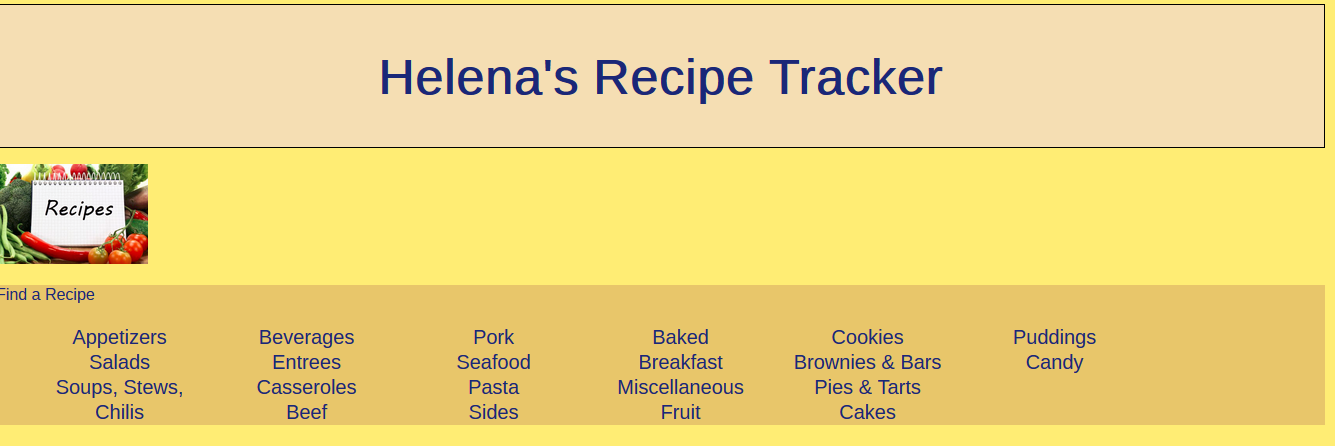 Helena's Recipe Tracker
Recipes
Find a Recipe
Appetizers
Salads
Soups, Stews,
Chilis
Beverages
Entrees
Casseroles
Beef
Pork
Seafood
Pasta
Sides
Baked
Breakfast
Miscellaneous
Fruit
Cookies
Brownies & Bars
Pies & Tarts
Cakes
Puddings
Candy